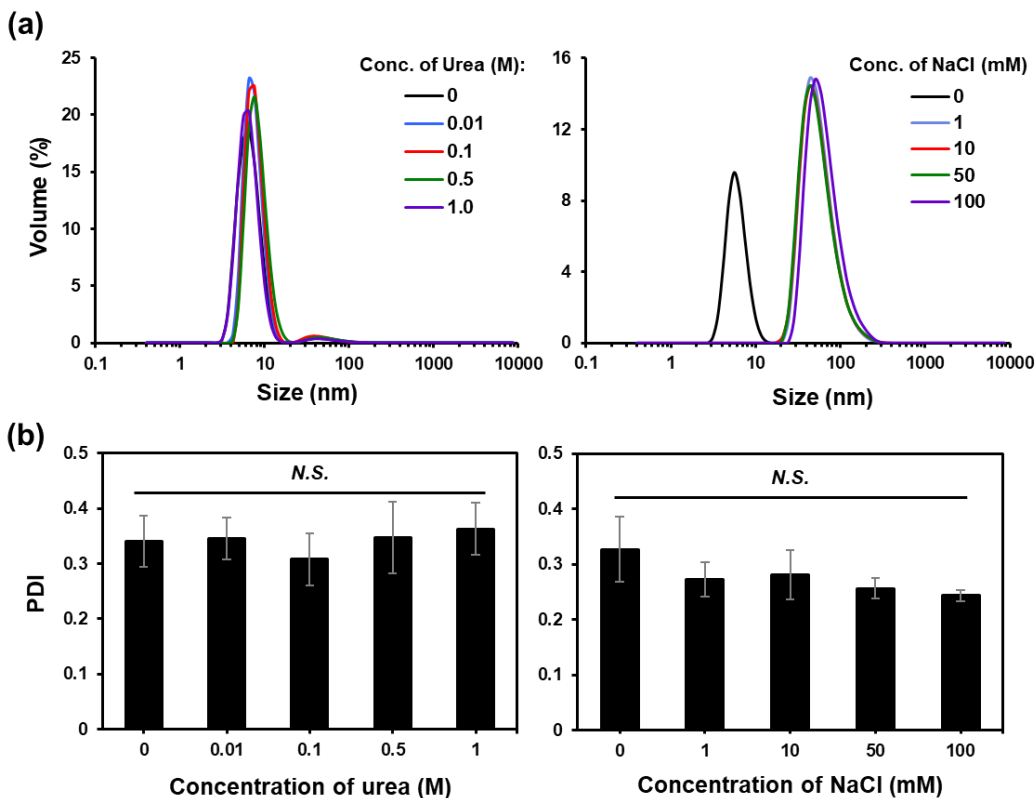 (a)
Conc. of Urea (M):
0
0.01
0.1
0.5
1.0
25
20
15
10
5
0
Volume (%)
0.1 1 10 100 1000 10000
Size (nm)
Conc. of NaCl (mM)
0
1
10
50
100
16
12
8
4
0
0.1 1 10 100 1000 10000
Size (nm)
(b)
N.S.
0.5
0.4
0.3
0.2
0.1
0
PDI
0 0.01 0.1 0.5 1
Concentration of urea (M)
N.S.
0.5
0.4
0.3
0.2
0.1
0
0 1 10 50 100
Concentration of NaCl (mM)